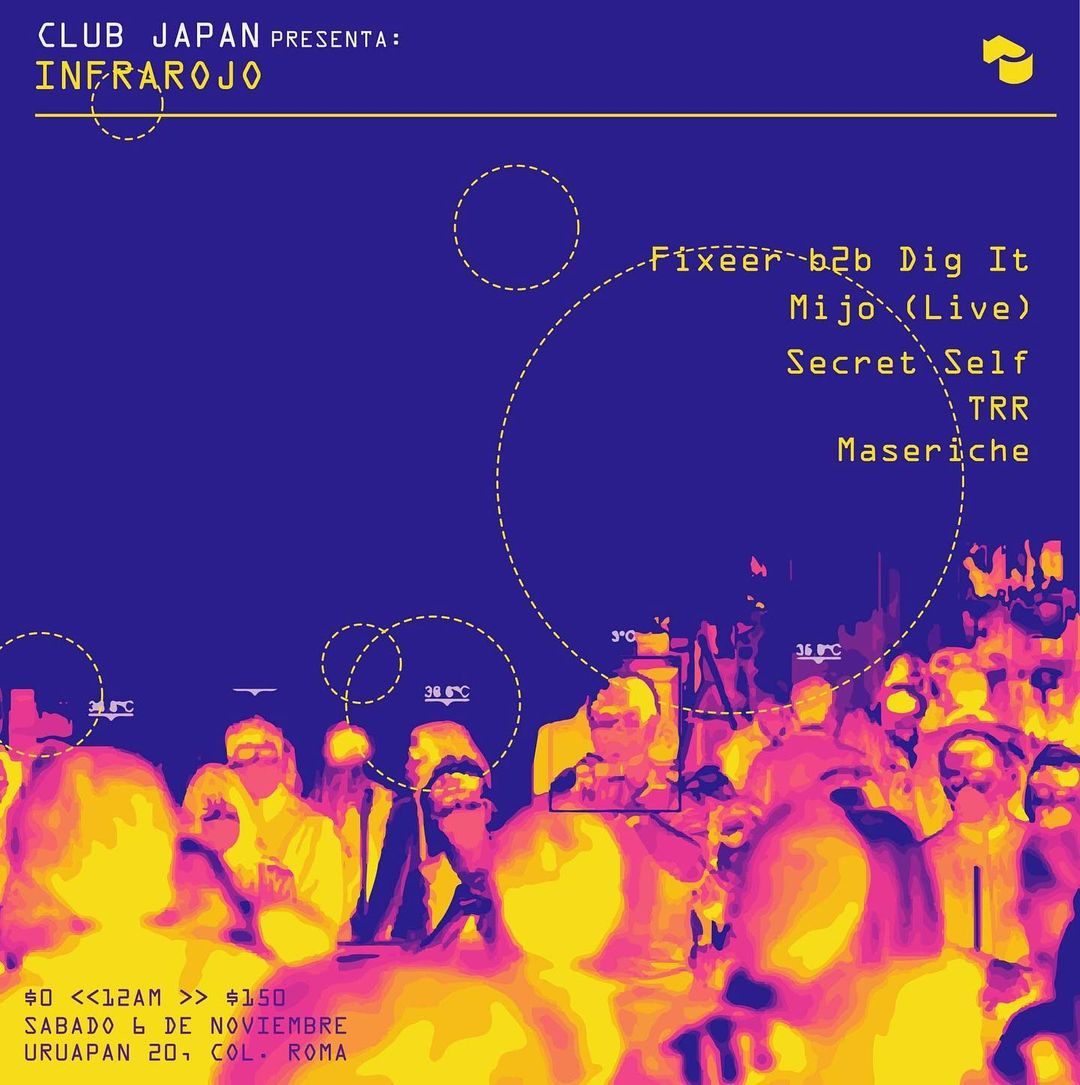 CLUB JAPAN PRESENTA:
INFRAROJO
Fixeer b2b Dig It
Mijo (Live)
Secret Self
TRR
Maseriche
$0 <<12AM >> $150
SABADO 6 DE NOVIEMBRE
URUAPAN 20, COL. ROMA